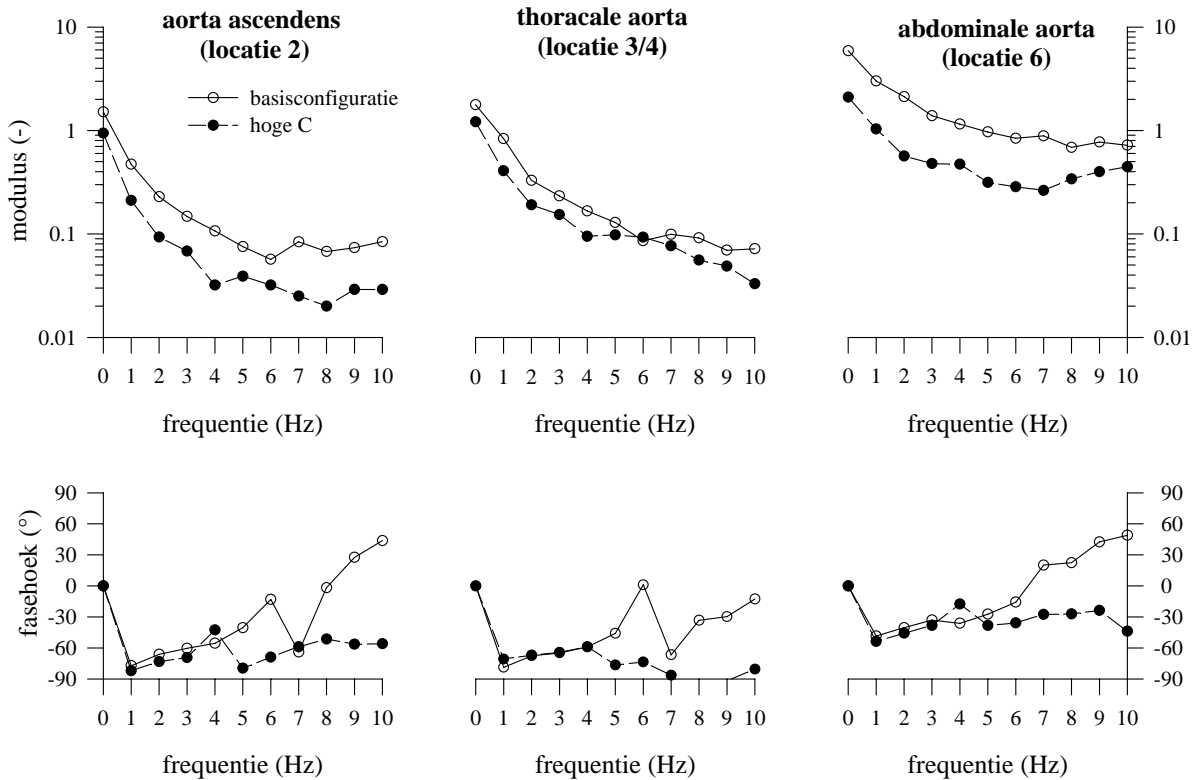 aorta ascendens
(locatie 2)
thoracale aorta
(locatie 3/4)
abdominale aorta
(locatie 6)
basisconfiguratie
hoge C
modulus (-)
10
1
0.1
0.01
10
1
0.1
0.01
0 1 2 3 4 5 6 7 8 9 10
0 1 2 3 4 5 6 7 8 9 10
0 1 2 3 4 5 6 7 8 9 10
frequentie (Hz)
frequentie (Hz)
frequentie (Hz)
fasehoek (°)
90
60
30
0
-30
-60
-90
90
60
30
0
-30
-60
-90
0 1 2 3 4 5 6 7 8 9 10
0 1 2 3 4 5 6 7 8 9 10
0 1 2 3 4 5 6 7 8 9 10
frequentie (Hz)
frequentie (Hz)
frequentie (Hz)